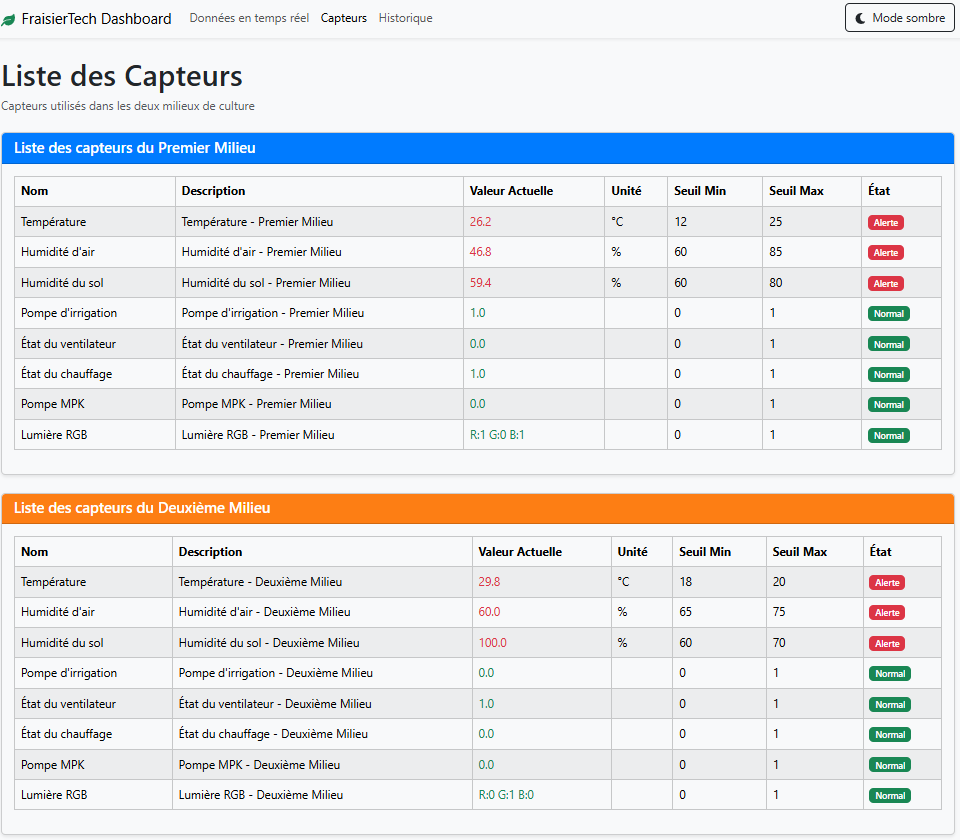 FraisierTech Dashboard Données en temps réel Capteurs Historique Mode sombre
Liste des Capteurs
Capteurs utilisés dans les deux milieux de culture
Liste des capteurs du Premier Milieu
Nom Description Valeur Actuelle Unité Seuil Min Seuil Max État
Température Température - Premier Milieu 26.2 °C 12 25 Alerte
Humidité d'air Humidité d'air - Premier Milieu 46.8 % 60 85 Alerte
Humidité du sol Humidité du sol - Premier Milieu 59.4 % 60 80 Alerte
Pompe d'irrigation Pompe d'irrigation - Premier Milieu 1.0 0 1 Normal
État du ventilateur État du ventilateur - Premier Milieu 0.0 0 1 Normal
État du chauffage État du chauffage - Premier Milieu 1.0 0 1 Normal
Pompe MPK Pompe MPK - Premier Milieu 0.0 0 1 Normal
Lumière RGB Lumière RGB - Premier Milieu R:1 G:0 B:1 0 1 Normal
Liste des capteurs du Deuxième Milieu
Nom Description Valeur Actuelle Unité Seuil Min Seuil Max État
Température Température - Deuxième Milieu 29.8 °C 18 20 Alerte
Humidité d'air Humidité d'air - Deuxième Milieu 60.0 % 65 75 Alerte
Humidité du sol Humidité du sol - Deuxième Milieu 100.0 % 60 70 Alerte
Pompe d'irrigation Pompe d'irrigation - Deuxième Milieu 0.0 0 1 Normal
État du ventilateur État du ventilateur - Deuxième Milieu 1.0 0 1 Normal
État du chauffage État du chauffage - Deuxième Milieu 0.0 0 1 Normal
Pompe MPK Pompe MPK - Deuxième Milieu 0.0 0 1 Normal
Lumière RGB Lumière RGB - Deuxième Milieu R:0 G:1 B:0 0 1 Normal